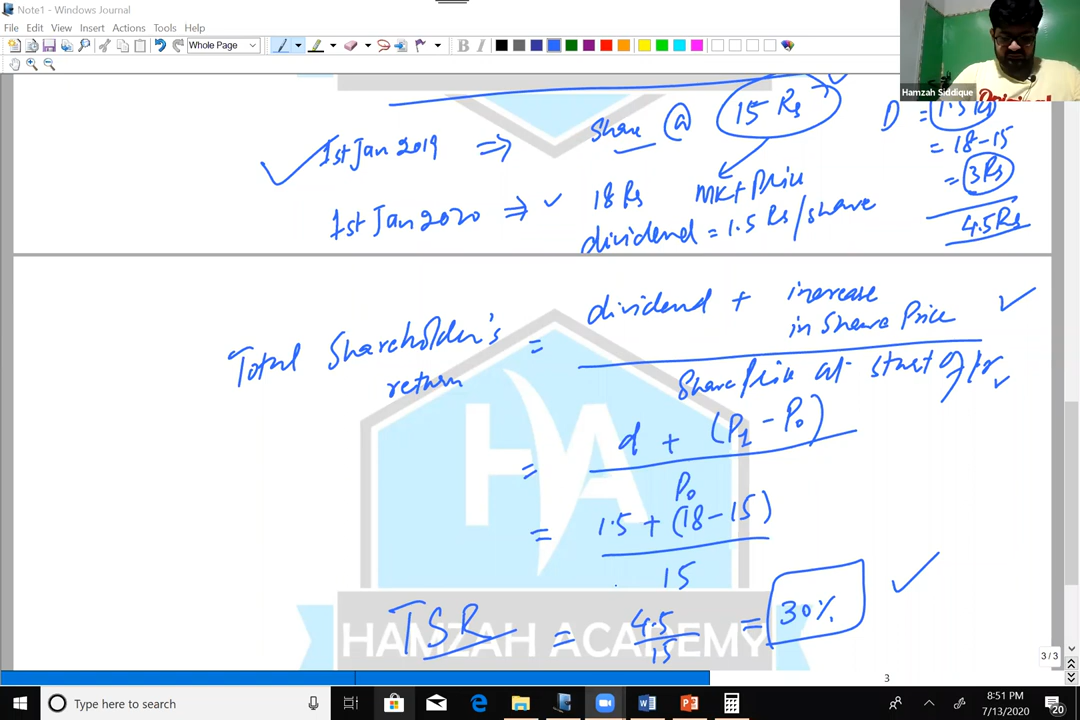 Note1 - Windows Journal
File Edit View Insert Actions Tools Help
Whole Page
B I
Hamzah Siddique
1st Jan 2019 ⇒ Share @ 15 Rs
D = 1.5 Rs
= 18-15
= 3 Rs
4.5 Rs
1st Jan 2020 ⇒ 18 Rs MKt Price
dividend = 1.5 Rs/share
Total Shareholder's return = dividend + increase in Share Price
Share Price at start of yr
= d + (P1 - P0)
P0
= 1.5 + (18-15)
15
TSR = 4.5 = 30%
15
HA
HAMZAH ACADEMY
3 / 3
3
Type here to search
8:51 PM
7/13/2020
20